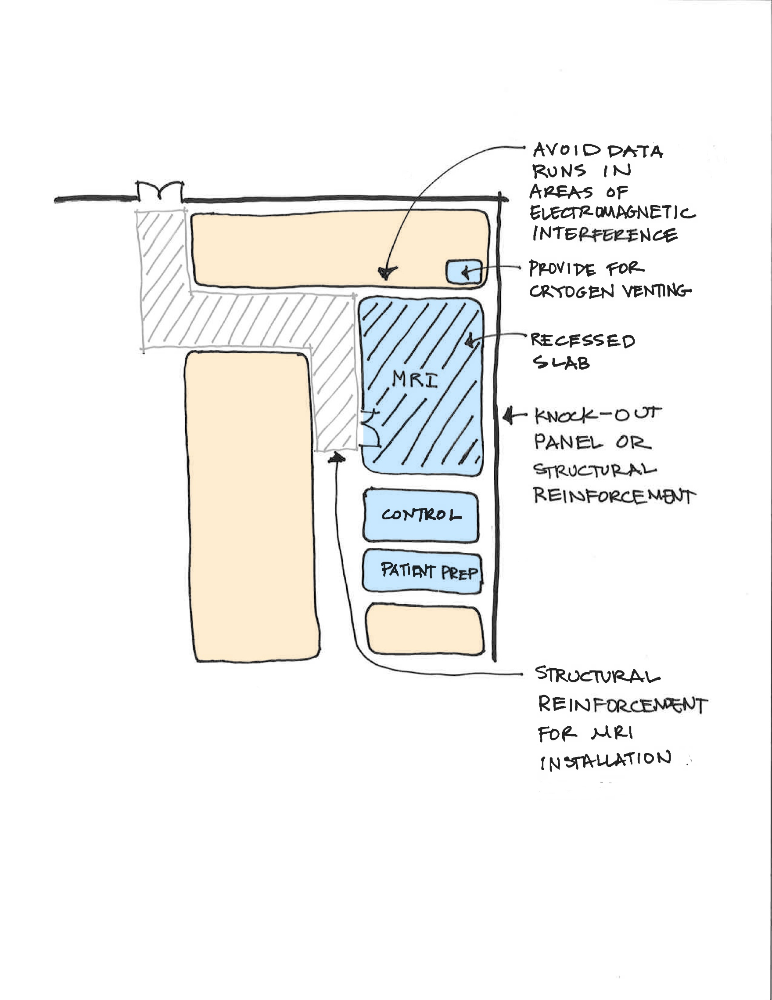 AVOID DATA
RUNS IN
AREAS OF
ELECTROMAGNETIC
INTERFERENCE
PROVIDE FOR
CRYOGEN VENTING
RECESSED
SLAB
MRI
KNOCK-OUT
PANEL OR
STRUCTURAL
REINFORCEMENT
CONTROL
PATIENT PREP
STRUCTURAL
REINFORCEMENT
FOR MRI
INSTALLATION